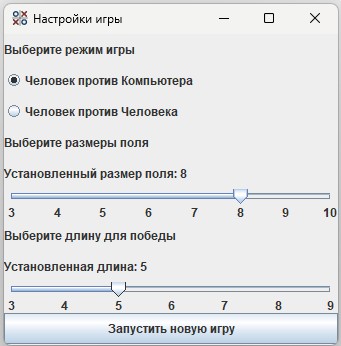 Настройки игры
Выберите режим игры
Человек против Компьютера
Человек против Человека
Выберите размеры поля
Установленный размер поля: 8
3 4 5 6 7 8 9 10
Выберите длину для победы
Установленная длина: 5
3 4 5 6 7 8 9
Запустить новую игру